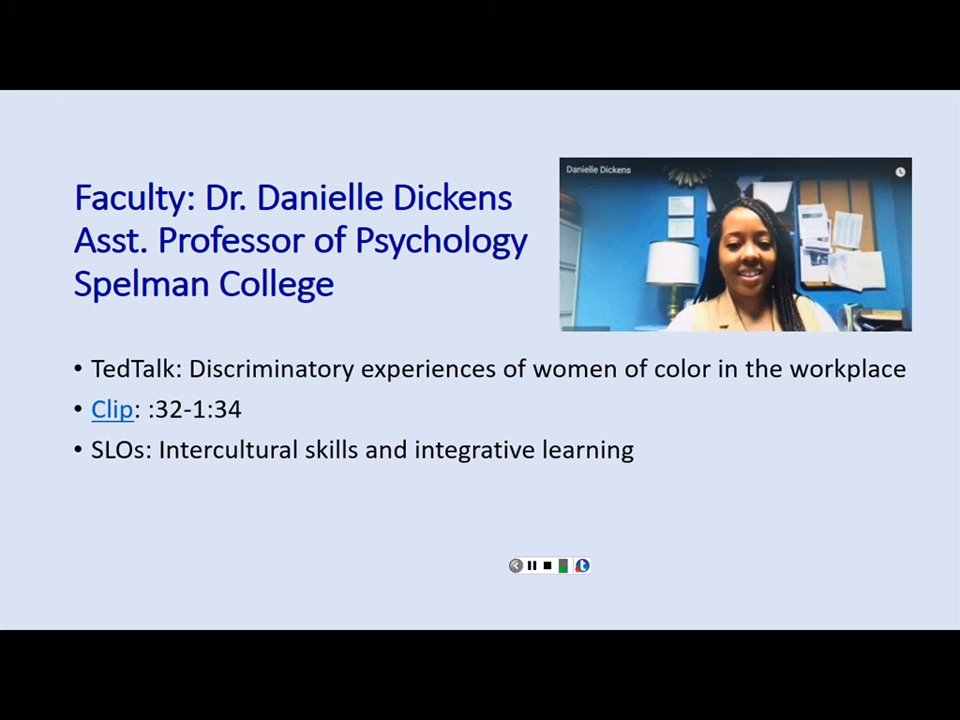 Faculty: Dr. Danielle Dickens
Asst. Professor of Psychology
Spelman College
Danielle Dickens
• TedTalk: Discriminatory experiences of women of color in the workplace
• Clip: :32-1:34
• SLOs: Intercultural skills and integrative learning